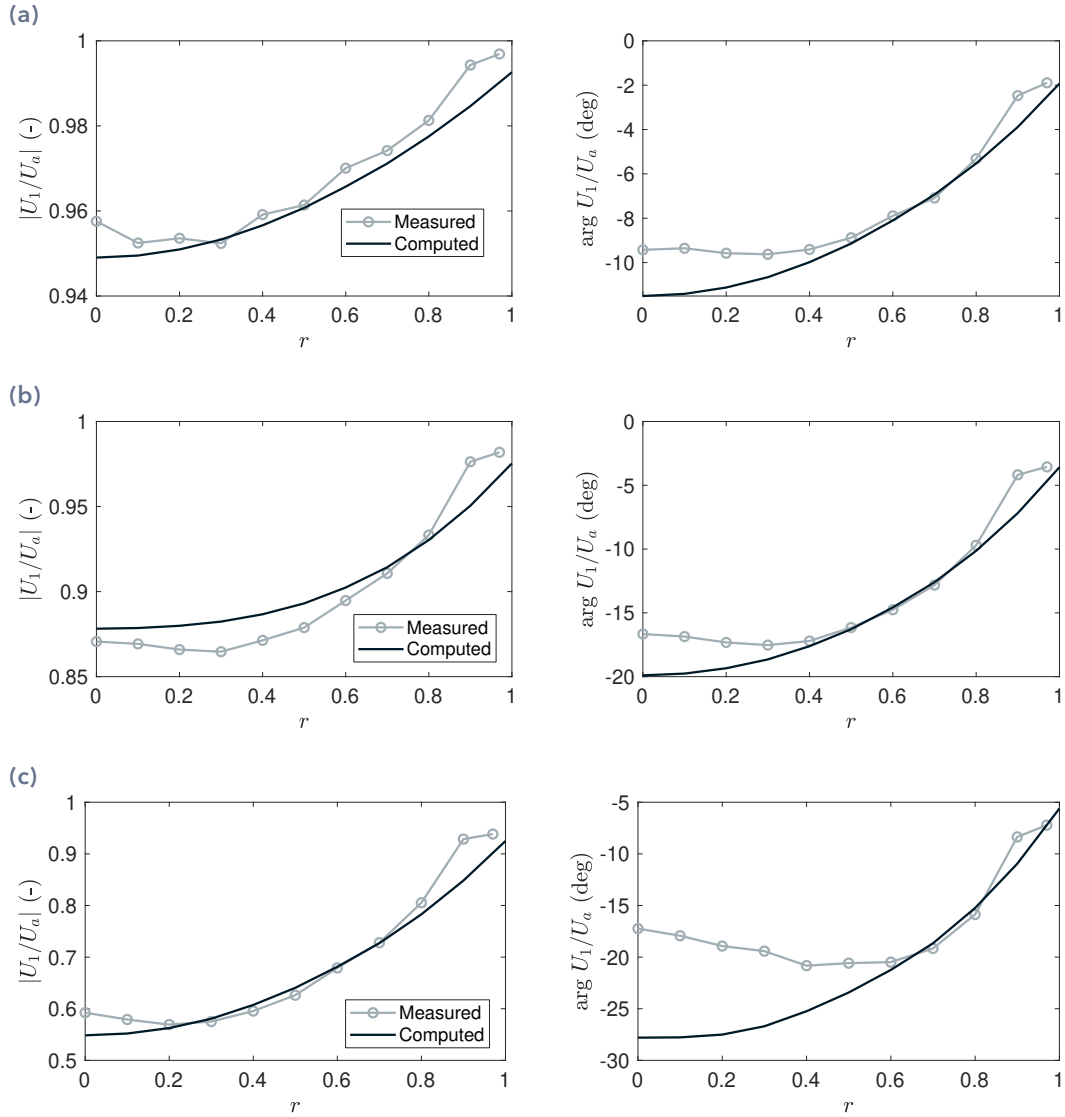 (a)
|U₁/Uₐ| (-)
1
0.98
0.96
0.94
0 0.2 0.4 0.6 0.8 1
r
Measured
Computed
arg U₁/Uₐ (deg)
0
-2
-4
-6
-8
-10
0 0.2 0.4 0.6 0.8 1
r
(b)
|U₁/Uₐ| (-)
1
0.95
0.9
0.85
0 0.2 0.4 0.6 0.8 1
r
Measured
Computed
arg U₁/Uₐ (deg)
0
-5
-10
-15
-20
0 0.2 0.4 0.6 0.8 1
r
(c)
|U₁/Uₐ| (-)
1
0.9
0.8
0.7
0.6
0.5
0 0.2 0.4 0.6 0.8 1
r
Measured
Computed
arg U₁/Uₐ (deg)
-5
-10
-15
-20
-25
-30
0 0.2 0.4 0.6 0.8 1
r